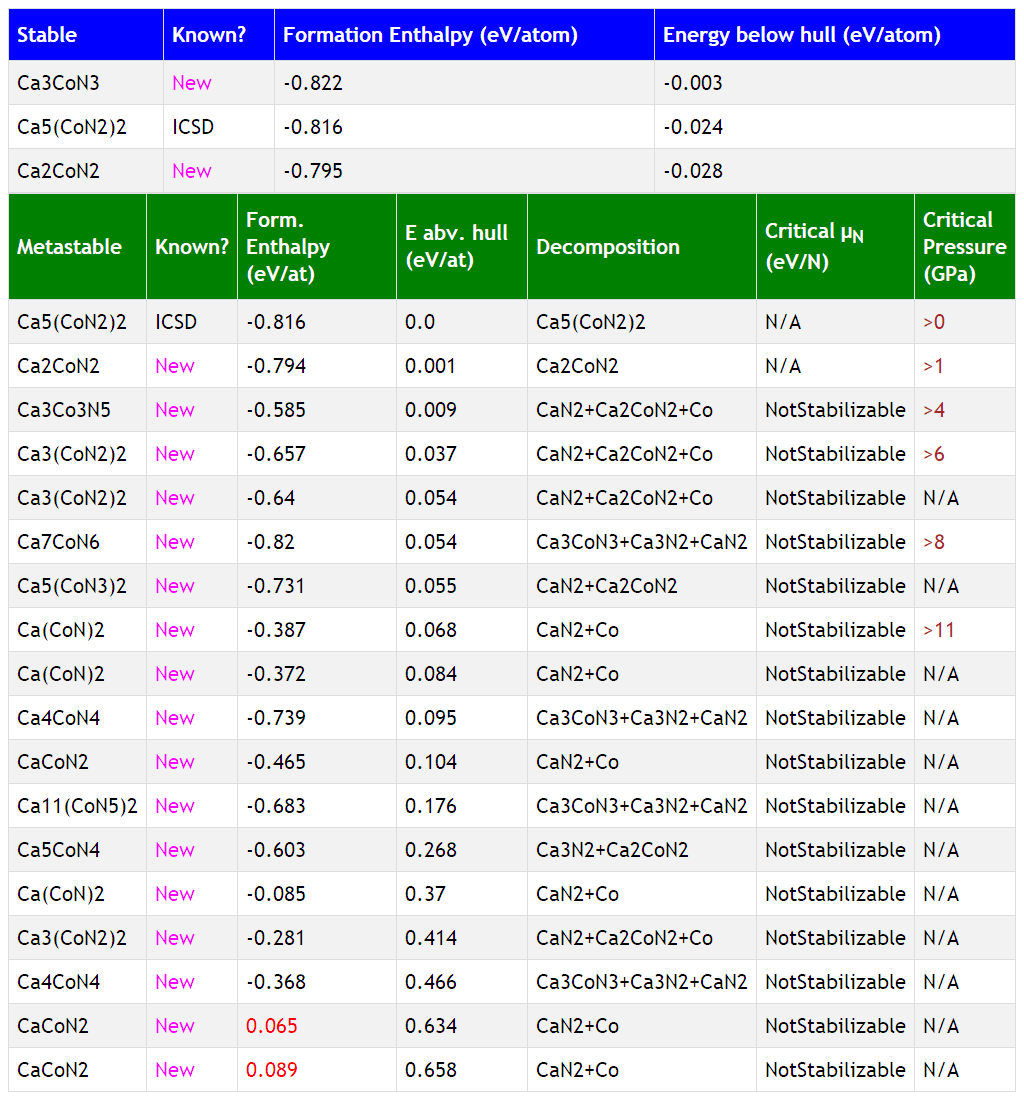 Stable Known? Formation Enthalpy (eV/atom) Energy below hull (eV/atom)
Ca3CoN3 New -0.822 -0.003
Ca5(CoN2)2 ICSD -0.816 -0.024
Ca2CoN2 New -0.795 -0.028
Metastable Known? Form. Enthalpy (eV/at) E abv. hull (eV/at) Decomposition Critical μN (eV/N) Critical Pressure (GPa)
Ca5(CoN2)2 ICSD -0.816 0.0 Ca5(CoN2)2 N/A >0
Ca2CoN2 New -0.794 0.001 Ca2CoN2 N/A >1
Ca3Co3N5 New -0.585 0.009 CaN2+Ca2CoN2+Co NotStabilizable >4
Ca3(CoN2)2 New -0.657 0.037 CaN2+Ca2CoN2+Co NotStabilizable >6
Ca3(CoN2)2 New -0.64 0.054 CaN2+Ca2CoN2+Co NotStabilizable N/A
Ca7CoN6 New -0.82 0.054 Ca3CoN3+Ca3N2+CaN2 NotStabilizable >8
Ca5(CoN3)2 New -0.731 0.055 CaN2+Ca2CoN2 NotStabilizable N/A
Ca(CoN)2 New -0.387 0.068 CaN2+Co NotStabilizable >11
Ca(CoN)2 New -0.372 0.084 CaN2+Co NotStabilizable N/A
Ca4CoN4 New -0.739 0.095 Ca3CoN3+Ca3N2+CaN2 NotStabilizable N/A
CaCoN2 New -0.465 0.104 CaN2+Co NotStabilizable N/A
Ca11(CoN5)2 New -0.683 0.176 Ca3CoN3+Ca3N2+CaN2 NotStabilizable N/A
Ca5CoN4 New -0.603 0.268 Ca3N2+Ca2CoN2 NotStabilizable N/A
Ca(CoN)2 New -0.085 0.37 CaN2+Co NotStabilizable N/A
Ca3(CoN2)2 New -0.281 0.414 CaN2+Ca2CoN2+Co NotStabilizable N/A
Ca4CoN4 New -0.368 0.466 Ca3CoN3+Ca3N2+CaN2 NotStabilizable N/A
CaCoN2 New 0.065 0.634 CaN2+Co NotStabilizable N/A
CaCoN2 New 0.089 0.658 CaN2+Co NotStabilizable N/A